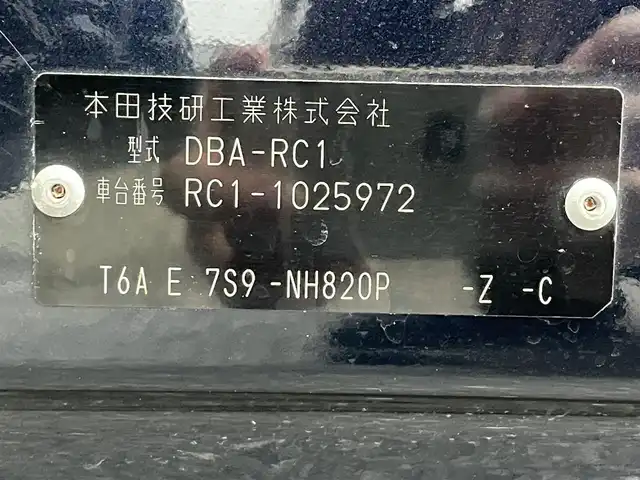 本田技研工業株式会社
型式 DBA-RC1
車台番号 RC1-1025972
T6A E 7S9 -NH820P -Z -C